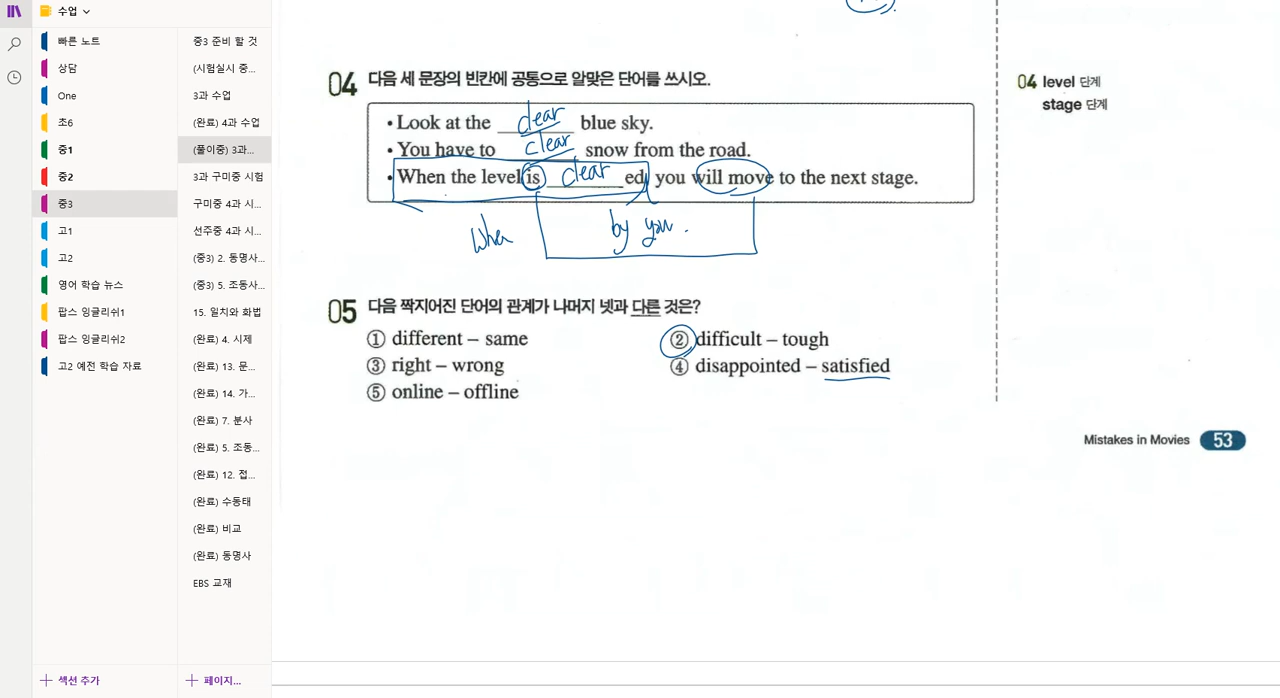 수업
빠른 노트
상담
One
초6
중1
중2
중3
고1
고2
영어 학습 뉴스
팝스 잉글리쉬1
팝스 잉글리쉬2
고2 예전 학습 자료
섹션 추가
중3 준비 할 것
(시험실시 중...
3과 수업
(완료) 4과 수업
(풀이중) 3과...
3과 구미중 시험
구미중 4과 시...
선주중 4과 시...
(중3) 2. 동명사...
(중3) 5. 조동사...
15. 일치와 화법
(완료) 4. 시제
(완료) 13. 문...
(완료) 14. 가...
(완료) 7. 분사
(완료) 5. 조동...
(완료) 12. 접...
(완료) 수동태
(완료) 비교
(완료) 동명사
EBS 교재
페이지...
04 다음 세 문장의 빈칸에 공통으로 알맞은 단어를 쓰시오.
• Look at the clear blue sky.
• You have to clear snow from the road.
• When the level is clear ed, you will move to the next stage.
when by you.
05 다음 짝지어진 단어의 관계가 나머지 넷과 다른 것은?
① different – same
② difficult – tough
③ right – wrong
④ disappointed – satisfied
⑤ online – offline
04 level 단계
stage 단계
Mistakes in Movies 53